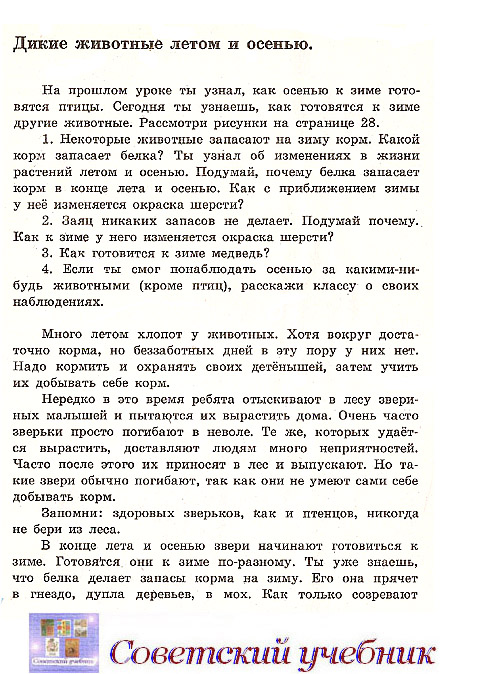 Дикие животные летом и осенью.
На прошлом уроке ты узнал, как осенью к зиме гото-
вятся птицы. Сегодня ты узнаешь, как готовятся к зиме
другие животные. Рассмотри рисунки на странице 28.
1. Некоторые животные запасают на зиму корм. Какой
корм запасает белка? Ты узнал об изменениях в жизни
растений летом и осенью. Подумай, почему белка запасает
корм в конце лета и осенью. Как с приближением зимы
у неё изменяется окраска шерсти?
2. Заяц никаких запасов не делает. Подумай почему.
Как к зиме у него изменяется окраска шерсти?
3. Как готовится к зиме медведь?
4. Если ты смог понаблюдать осенью за какими-ни-
будь животными (кроме птиц), расскажи классу о своих
наблюдениях.
Много летом хлопот у животных. Хотя вокруг доста-
точно корма, но беззаботных дней в эту пору у них нет.
Надо кормить и охранять своих детёнышей, затем учить
их добывать себе корм.
Нередко в это время ребята отыскивают в лесу звери-
ных малышей и пытаются их вырастить дома. Очень часто
зверьки просто погибают в неволе. Те же, которых удаёт-
ся вырастить, доставляют людям много неприятностей.
Часто после этого их приносят в лес и выпускают. Но та-
кие звери обычно погибают, так как они не умеют сами себе
добывать корм.
Запомни: здоровых зверьков, как и птенцов, никогда
не бери из леса.
В конце лета и осенью звери начинают готовиться к
зиме. Готовятся они к зиме по-разному. Ты уже знаешь,
что белка делает запасы корма на зиму. Его она прячет
в гнездо, дупла деревьев, в мох. Как только созревают
Советский учебник
Советский учебник